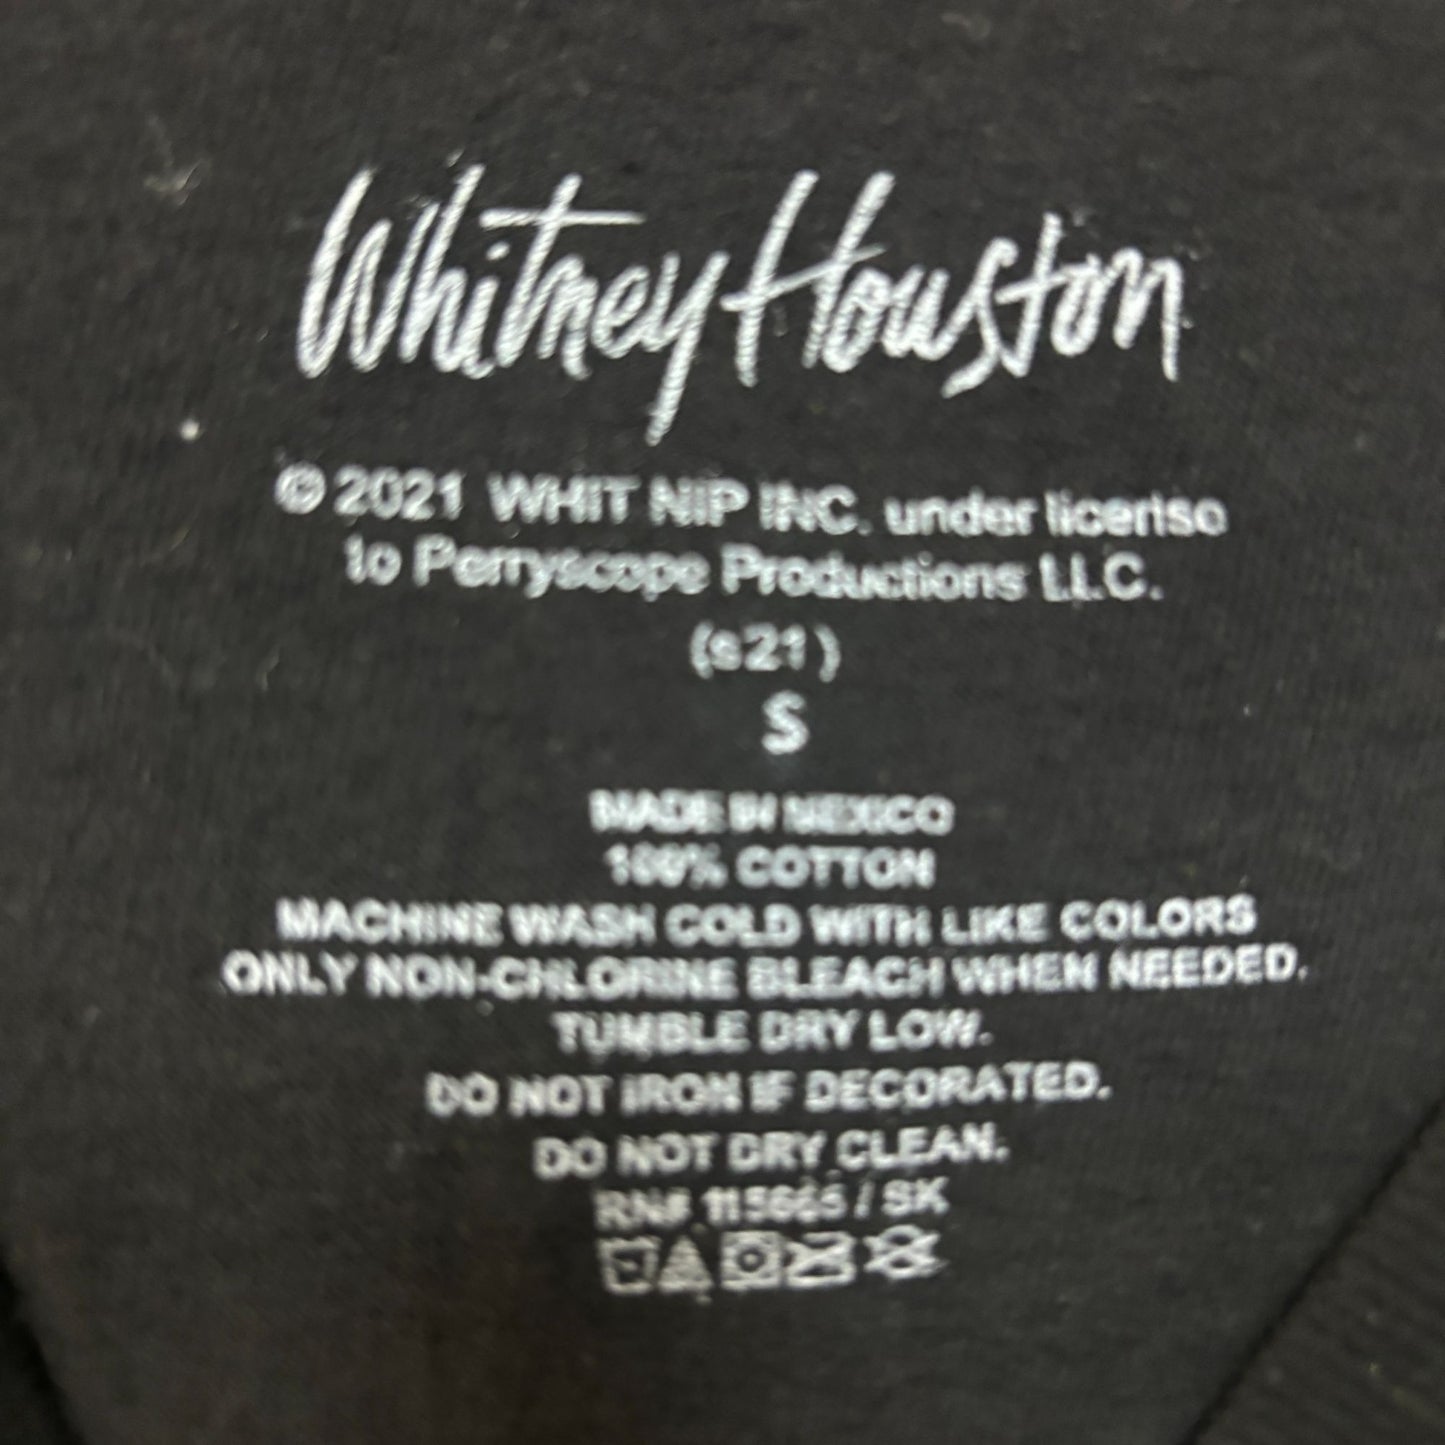 Whitney Houston
© 2021 WHIT NIP INC. under license
to Perryscope Productions LLC.
(s21)
S
MADE IN MEXICO
100% COTTON
MACHINE WASH COLD WITH LIKE COLORS
ONLY NON-CHLORINE BLEACH WHEN NEEDED.
TUMBLE DRY LOW.
DO NOT IRON IF DECORATED.
DO NOT DRY CLEAN.
RN# / SK